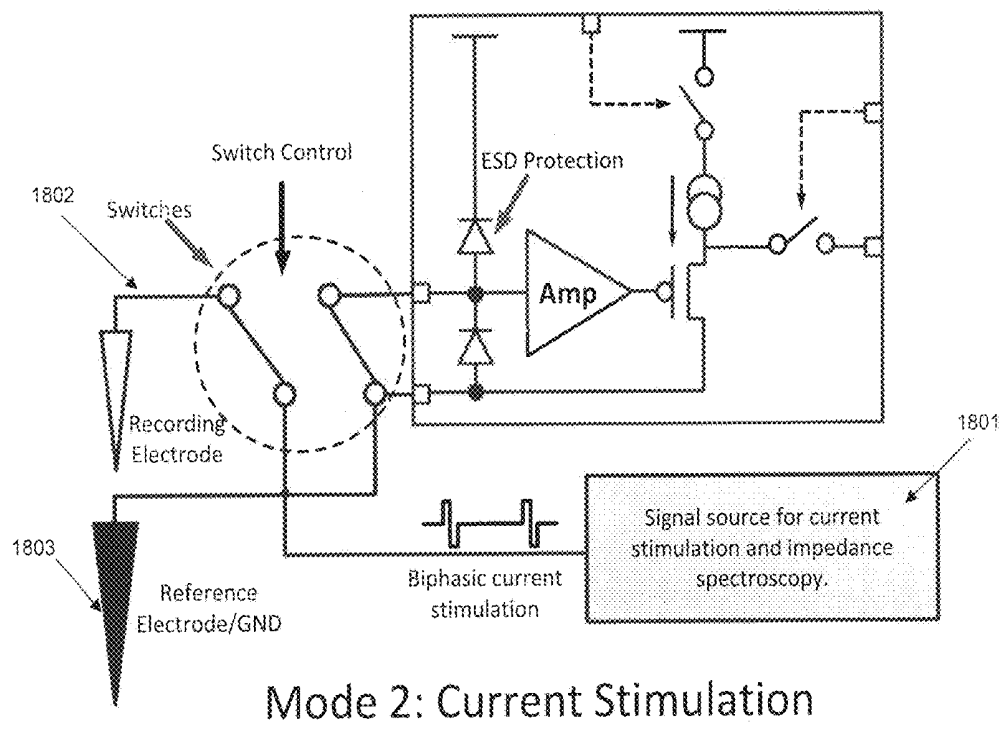 Switch Control
ESD Protection
1802
Switches
Amp
Recording
Electrode
1801
Signal source for current
stimulation and impedance
spectroscopy.
1803
Reference
Electrode/GND
Biphasic current
stimulation
Mode 2: Current Stimulation